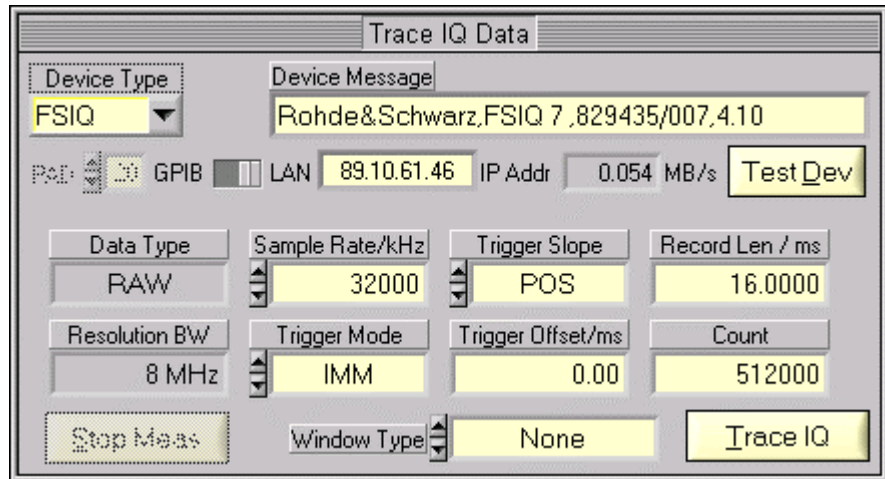 Trace IQ Data
Device Type
Device Message
FSIQ
Rohde&Schwarz,FSIQ 7 ,829435/007,4.10
PAD 20 GPIB LAN 89.10.61.46 IP Addr 0.054 MB/s Test Dev
Data Type Sample Rate/kHz Trigger Slope Record Len / ms
RAW 32000 POS 16.0000
Resolution BW Trigger Mode Trigger Offset/ms Count
8 MHz IMM 0.00 512000
Stop Meas Window Type None Trace IQ